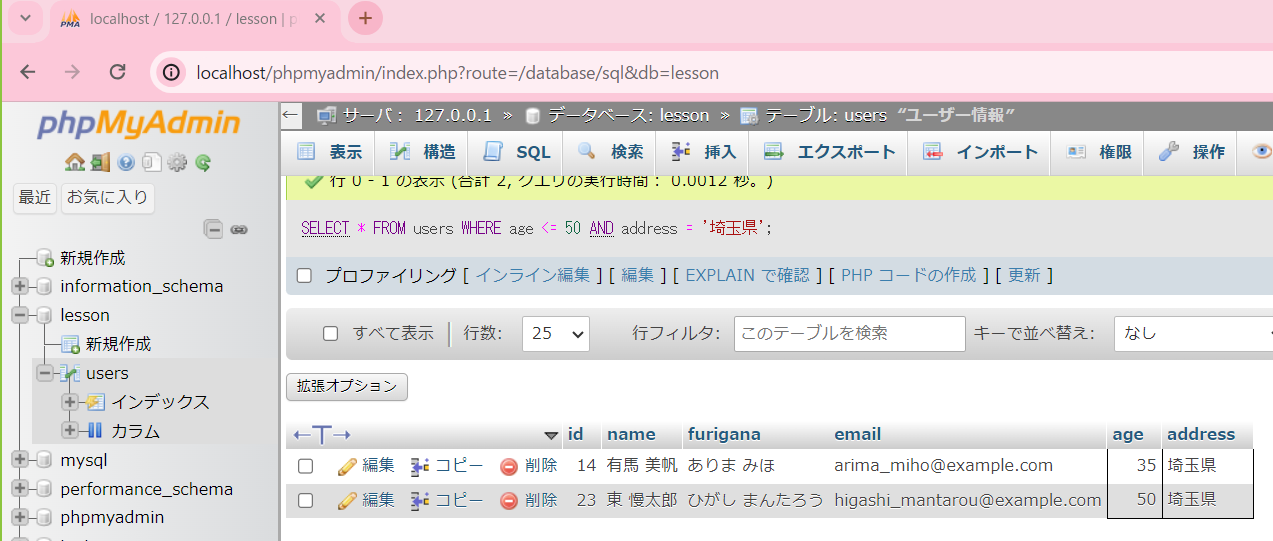 localhost / 127.0.0.1 / lesson | p
localhost/phpmyadmin/index.php?route=/database/sql&db=lesson
phpMyAdmin
最近 お気に入り
新規作成
information_schema
lesson
新規作成
users
インデックス
カラム
mysql
performance_schema
phpmyadmin
サーバ： 127.0.0.1 » データベース: lesson » テーブル: users “ユーザー情報”
表示 構造 SQL 検索 挿入 エクスポート インポート 権限 操作
行 0 - 1 の表示 (合計 2, クエリの実行時間： 0.0012 秒。)
SELECT * FROM users WHERE age <= 50 AND address = '埼玉県';
プロファイリング [ インライン編集 ] [ 編集 ] [ EXPLAIN で確認 ] [ PHP コードの作成 ] [ 更新 ]
すべて表示 行数: 25 行フィルタ: このテーブルを検索 キーで並べ替え: なし
拡張オプション
←T→ id name furigana email age address
編集 コピー 削除 14 有馬 美帆 ありま みほ arima_miho@example.com 35 埼玉県
編集 コピー 削除 23 東 慢太郎 ひがし まんたろう higashi_mantarou@example.com 50 埼玉県